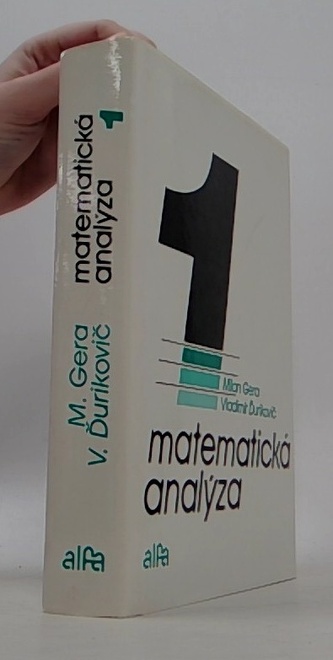 matematická
analýza
1
M. Gera
V. Ďurikovič
alfa
1
Milan Gera
Vladimír Ďurikovič
matematická
analýza
alfa